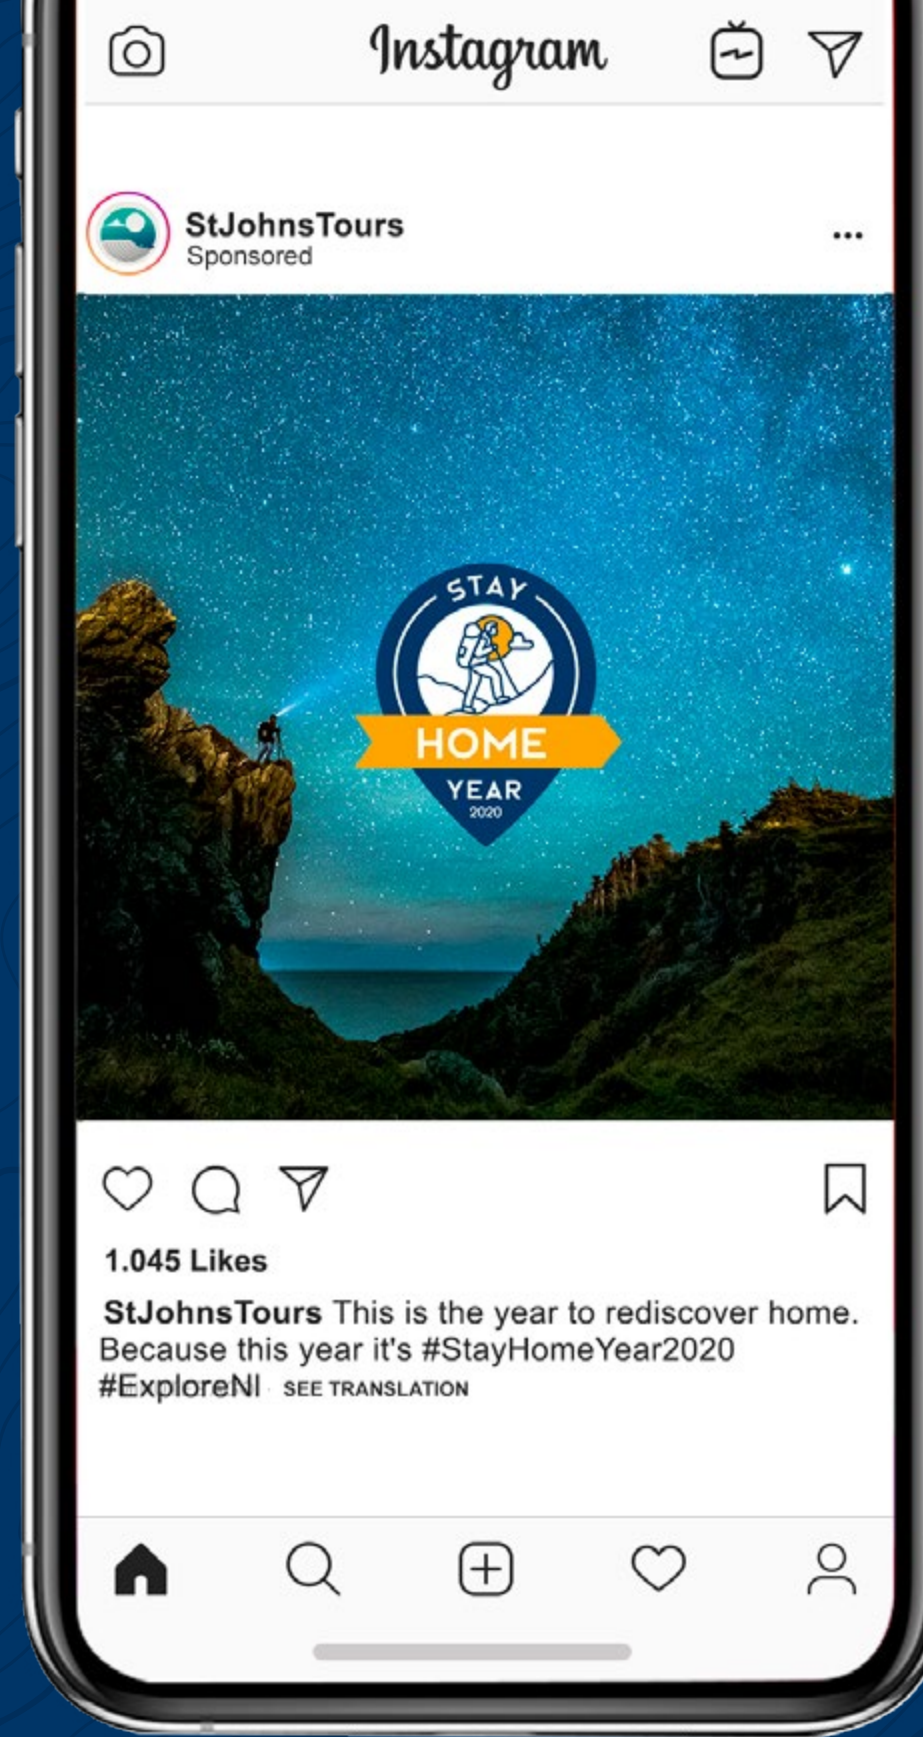 Instagram
StJohnsTours
Sponsored
STAY
HOME
YEAR
2020
1.045 Likes
StJohnsTours This is the year to rediscover home.
Because this year it's #StayHomeYear2020
#ExploreNl SEE TRANSLATION